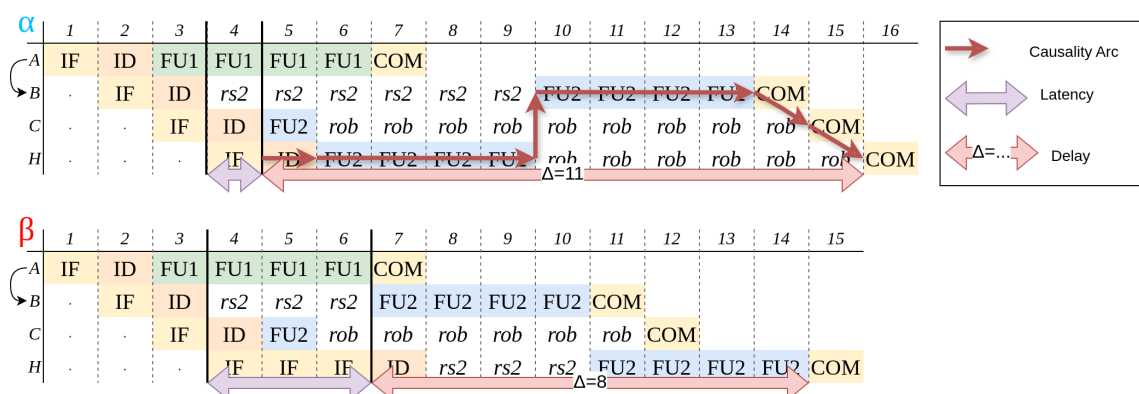 α 1 2 3 4 5 6 7 8 9 10 11 12 13 14 15 16
A IF ID FU1 FU1 FU1 FU1 COM
B . IF ID rs2 rs2 rs2 rs2 rs2 rs2 FU2 FU2 FU2 FU2 COM
C . . IF ID FU2 rob rob rob rob rob rob rob rob rob COM
H . . . IF ID FU2 FU2 FU2 FU2 rob rob rob rob rob rob COM
Δ=11
Causality Arc
Latency
Δ=... Delay
β 1 2 3 4 5 6 7 8 9 10 11 12 13 14 15
A IF ID FU1 FU1 FU1 FU1 COM
B . IF ID rs2 rs2 rs2 FU2 FU2 FU2 FU2 COM
C . . IF ID FU2 rob rob rob rob rob rob COM
H . . . IF IF IF ID rs2 rs2 rs2 FU2 FU2 FU2 FU2 COM
Δ=8